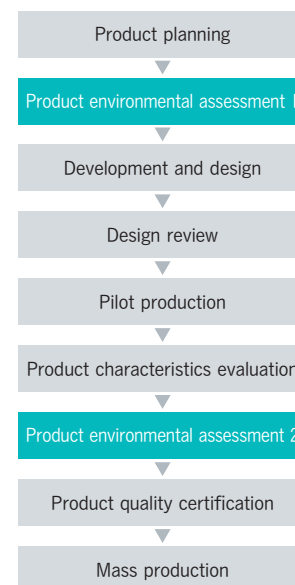 Product planning
Product environmental assessment 1
Development and design
Design review
Pilot production
Product characteristics evaluation
Product environmental assessment 2
Product quality certification
Mass production